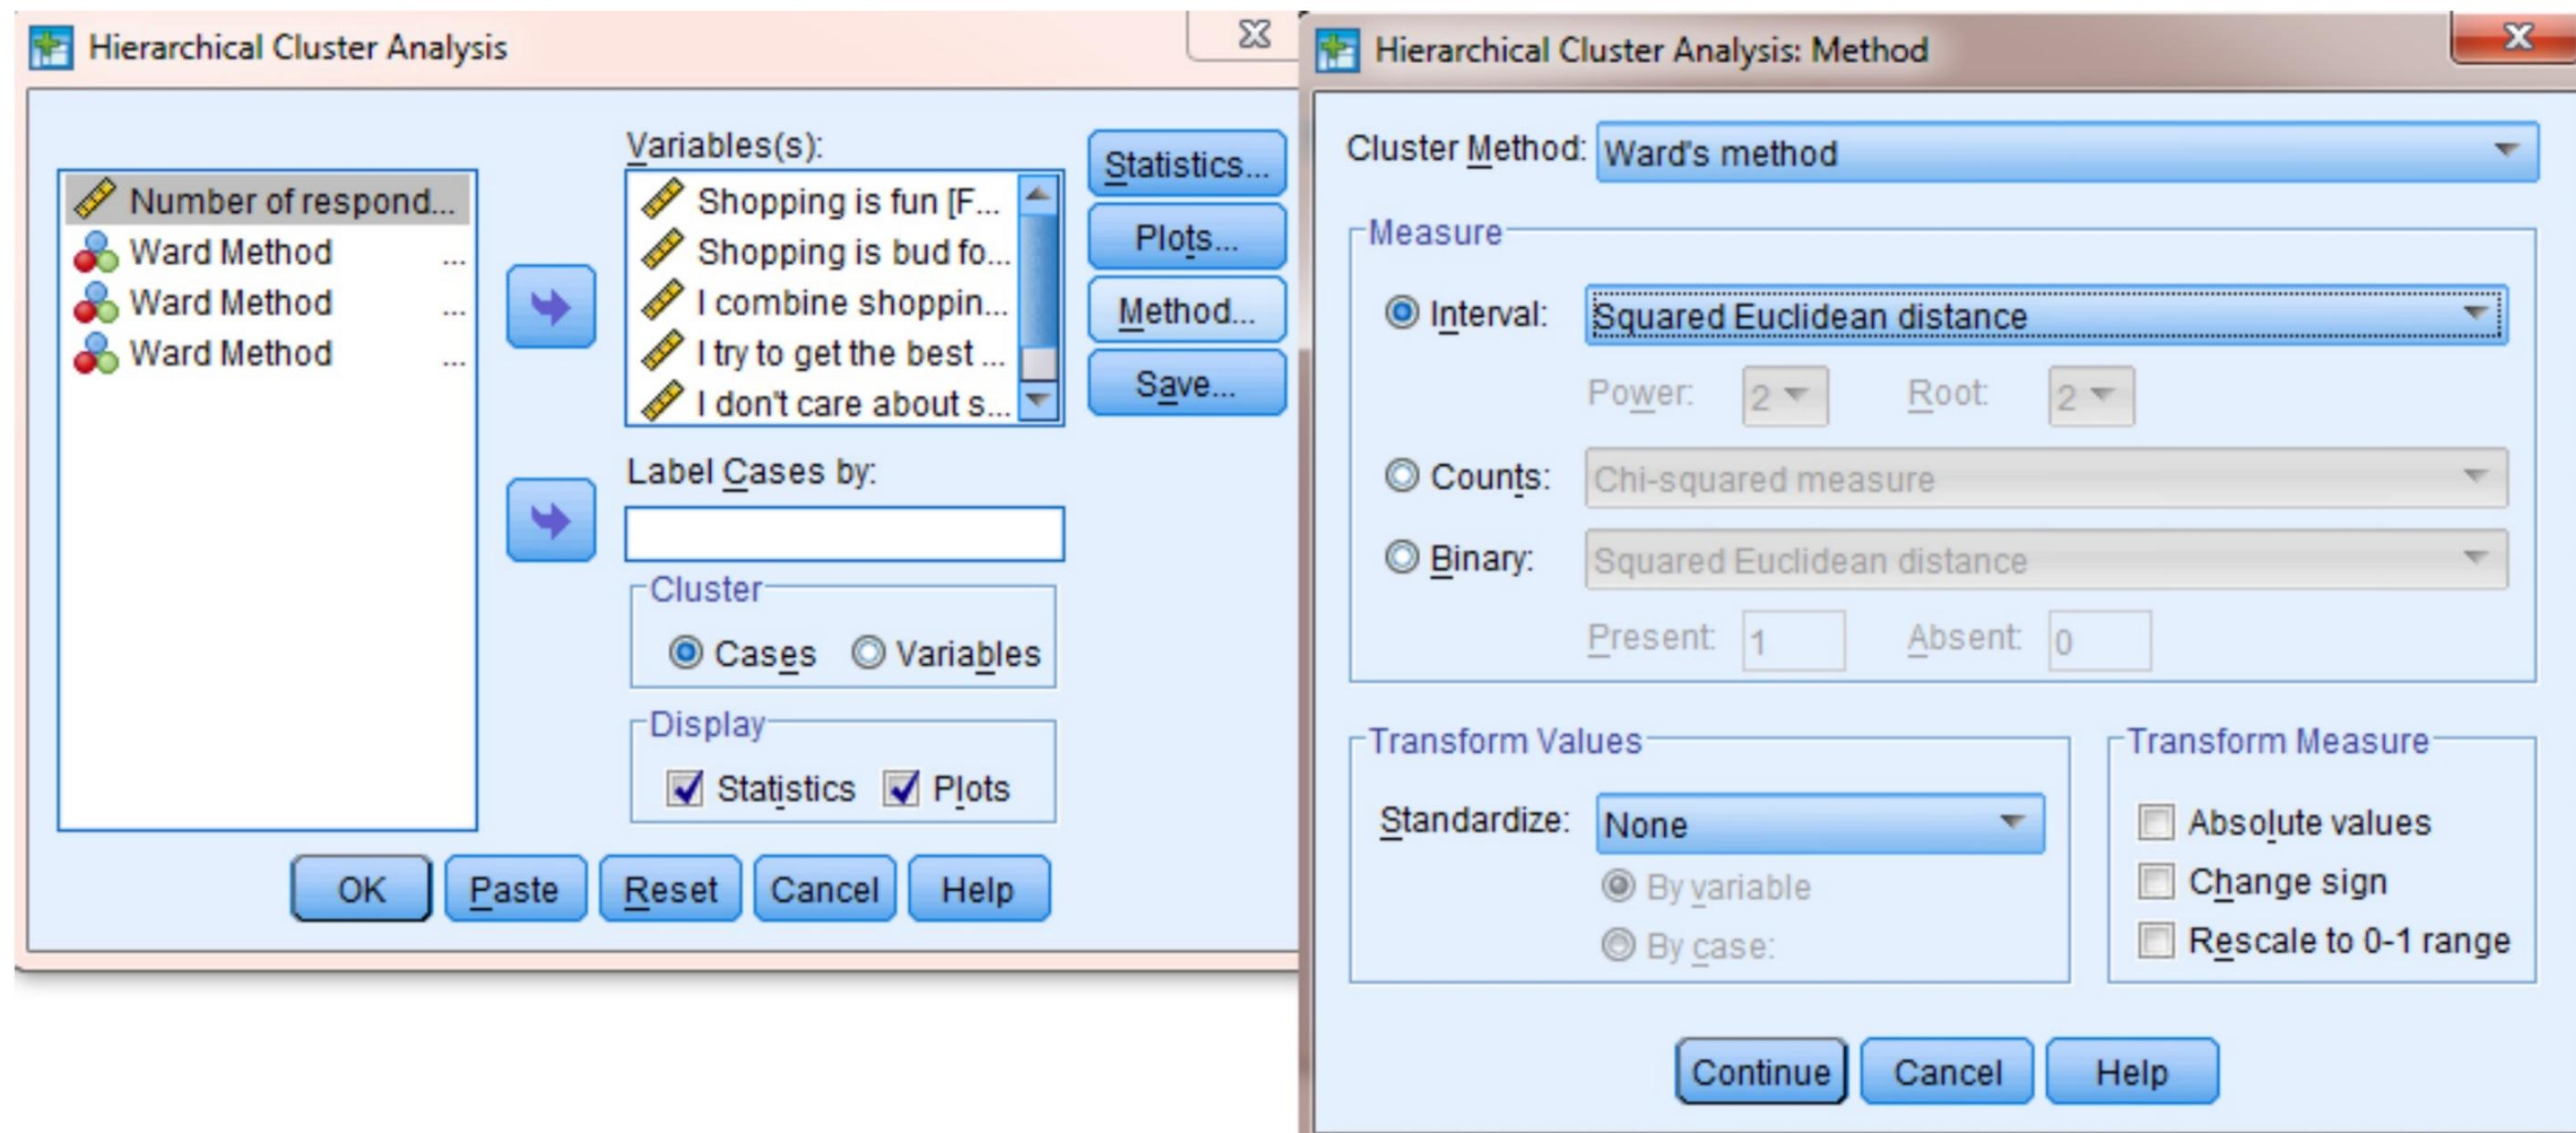 Hierarchical Cluster Analysis
Variables(s):
Number of respond...
Ward Method ...
Ward Method ...
Ward Method ...
Shopping is fun [F...
Shopping is bud fo...
I combine shoppin...
I try to get the best ...
I don't care about s...
Statistics...
Plots...
Method...
Save...
Label Cases by:
Cluster
Cases Variables
Display
Statistics Plots
OK Paste Reset Cancel Help
Hierarchical Cluster Analysis: Method
Cluster Method: Ward's method
Measure
Interval: Squared Euclidean distance
Power: 2 Root: 2
Counts: Chi-squared measure
Binary: Squared Euclidean distance
Present: 1 Absent: 0
Transform Values
Standardize: None
By variable
By case:
Transform Measure
Absolute values
Change sign
Rescale to 0-1 range
Continue Cancel Help